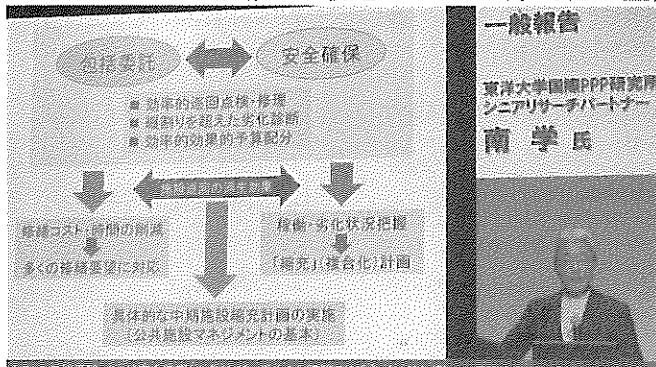 包括委託
安全確保
■ 効率的巡回点検・修理
■ 縦割りを超えた劣化診断
■ 効率的効果的予算配分
修繕コスト・時間の削減
多くの修繕要望に対応
稼働・劣化状況把握
「縮充」「複合化」計画
具体的な中期施設縮充計画の実施
(公共施設マネジメントの基本)
一般報告
東洋大学国際PPP研究所
シニアリサーチパートナー
南 学 氏